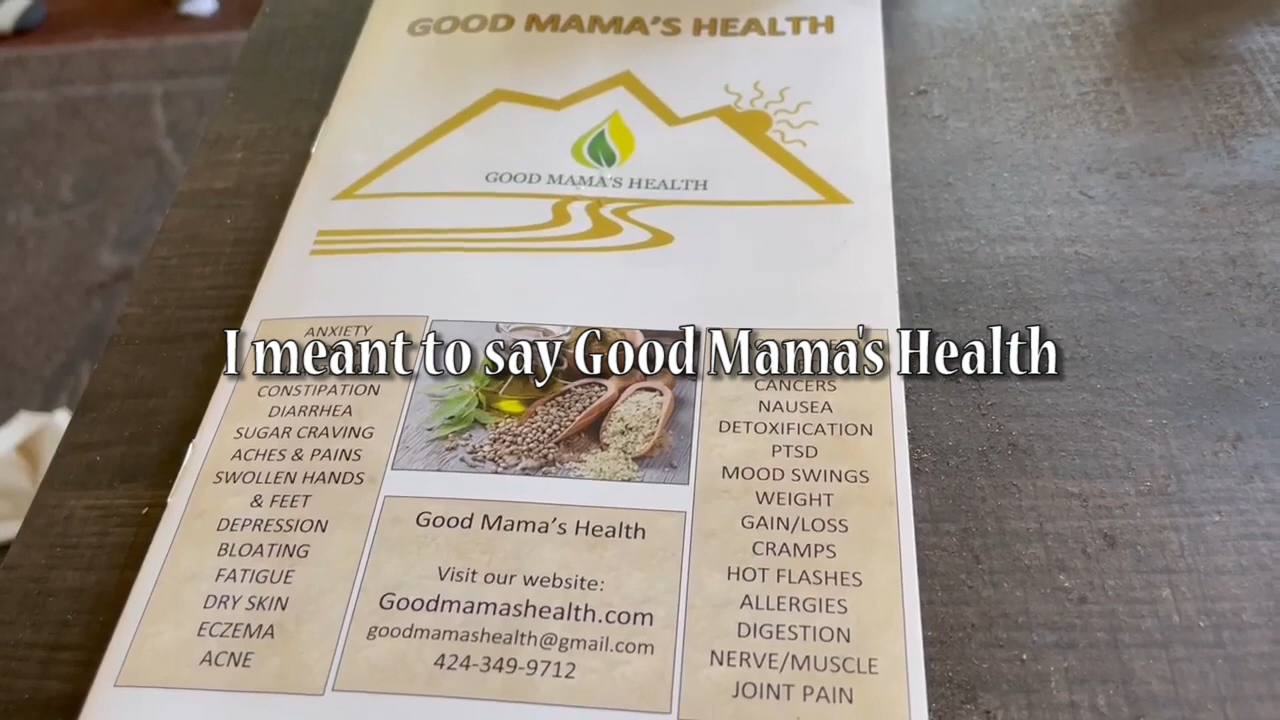 GOOD MAMA'S HEALTH
GOOD MAMA'S HEALTH
I meant to say Good Mama's Health
ANXIETY
CONSTIPATION
DIARRHEA
SUGAR CRAVING
ACHES & PAINS
SWOLLEN HANDS
& FEET
DEPRESSION
BLOATING
FATIGUE
DRY SKIN
ECZEMA
ACNE
Good Mama's Health
Visit our website:
Goodmamashealth.com
goodmamashealth@gmail.com
424-349-9712
CANCERS
NAUSEA
DETOXIFICATION
PTSD
MOOD SWINGS
WEIGHT
GAIN/LOSS
CRAMPS
HOT FLASHES
ALLERGIES
DIGESTION
NERVE/MUSCLE
JOINT PAIN